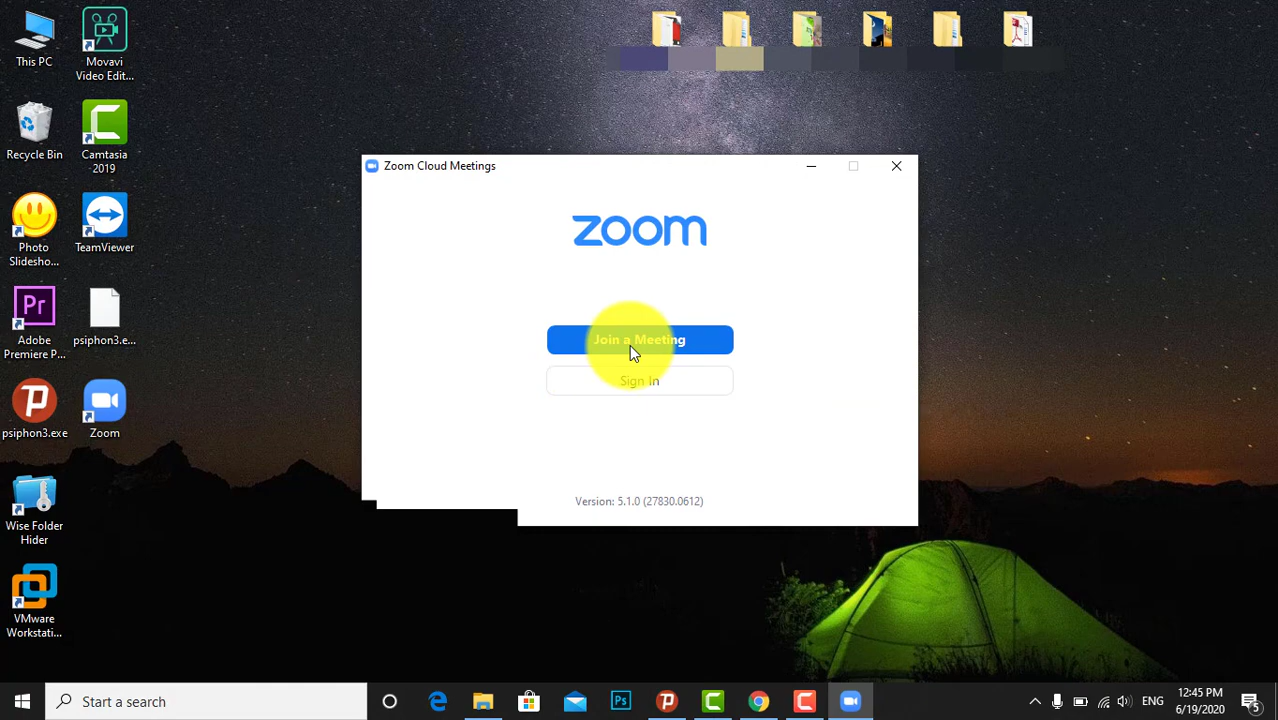 This PC
Movavi
Video Edit...
Recycle Bin
Camtasia
2019
Photo
Slidesho...
TeamViewer
Pr
Adobe
Premiere P...
psiphon3.e...
psiphon3.exe
Zoom
Wise Folder
Hider
VMware
Workstati...
Zoom Cloud Meetings
zoom
Join a Meeting
Sign In
Version: 5.1.0 (27830.0612)
Start a search
Ps
ENG
12:45 PM
6/19/2020
5